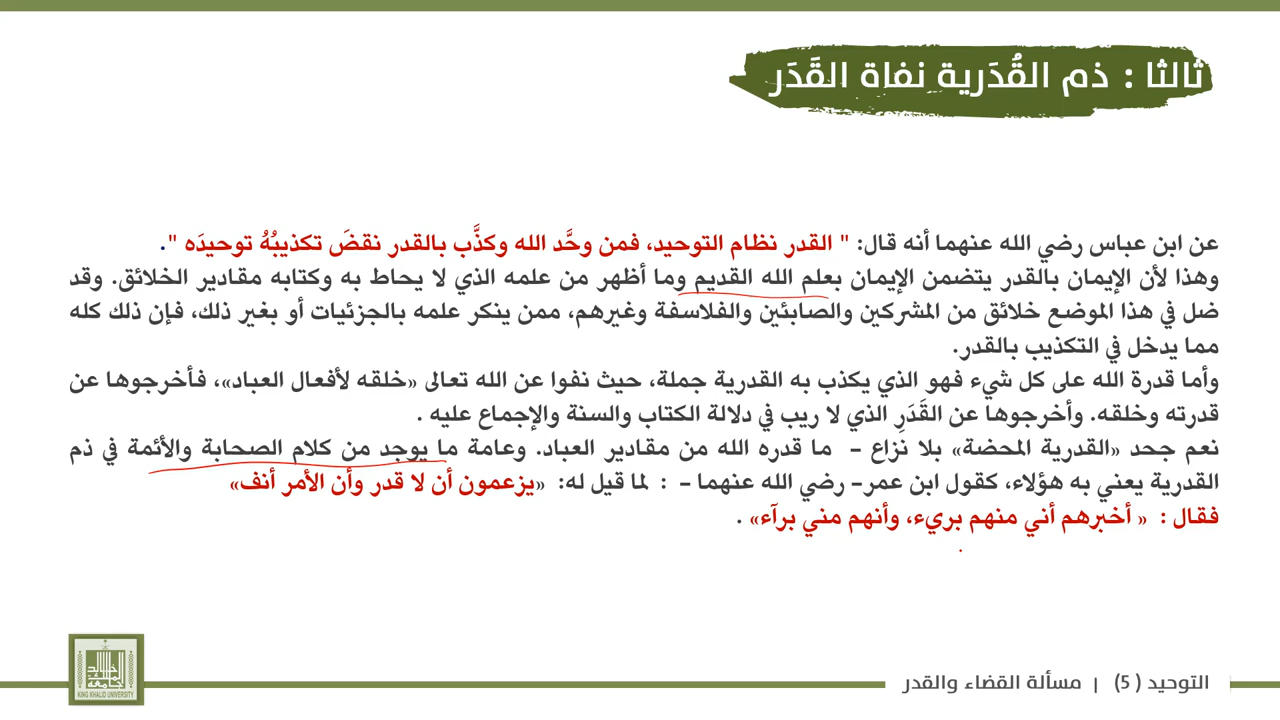 ثالثا : ذم القُدَرية نفاة القَدَر
عن ابن عباس رضي الله عنهما أنه قال: " القدر نظام التوحيد، فمن وحَّد الله وكذَّب بالقدر نقضَ تكذيبُهُ توحيدَه ".
وهذا لأن الإيمان بالقدر يتضمن الإيمان بعلم الله القديم وما أظهر من علمه الذي لا يحاط به وكتابه مقادير الخلائق. وقد
ضل في هذا الموضع خلائق من المشركين والصابئين والفلاسفة وغيرهم، ممن ينكر علمه بالجزئيات أو بغير ذلك، فإن ذلك كله
مما يدخل في التكذيب بالقدر.
وأما قدرة الله على كل شيء فهو الذي يكذب به القدرية جملة، حيث نفوا عن الله تعالى «خلقه لأفعال العباد»، فأخرجوها عن
قدرته وخلقه. وأخرجوها عن القَدَرِ الذي لا ريب في دلالة الكتاب والسنة والإجماع عليه .
نعم جحد «القدرية المحضة» بلا نزاع - ما قدره الله من مقادير العباد. وعامة ما يوجد من كلام الصحابة والأئمة في ذم
القدرية يعني به هؤلاء، كقول ابن عمر- رضي الله عنهما - : لما قيل له: «يزعمون أن لا قدر وأن الأمر أنف»
فقال : « أخبرهم أني منهم بريء، وأنهم مني برآء» .
التوحيد ( 5) | مسألة القضاء والقدر
جامعة الملك خالد
KING KHALID UNIVERSITY